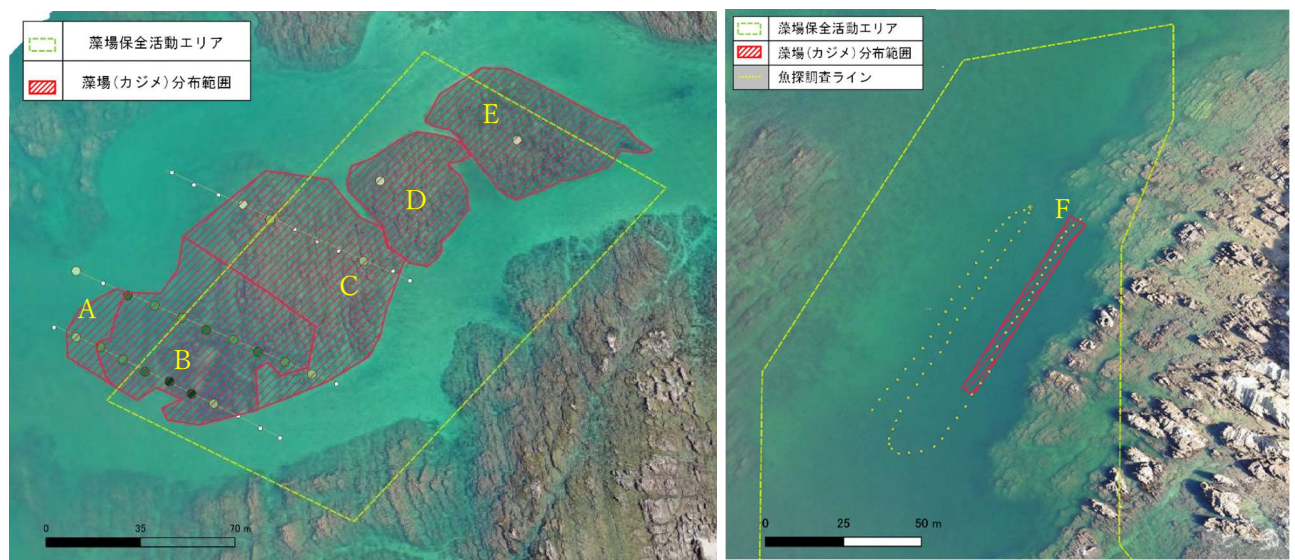 藻場保全活動エリア
藻場(カジメ)分布範囲
A
B
C
D
E
0 35 70 m
藻場保全活動エリア
藻場(カジメ)分布範囲
魚探調査ライン
F
0 25 50 m